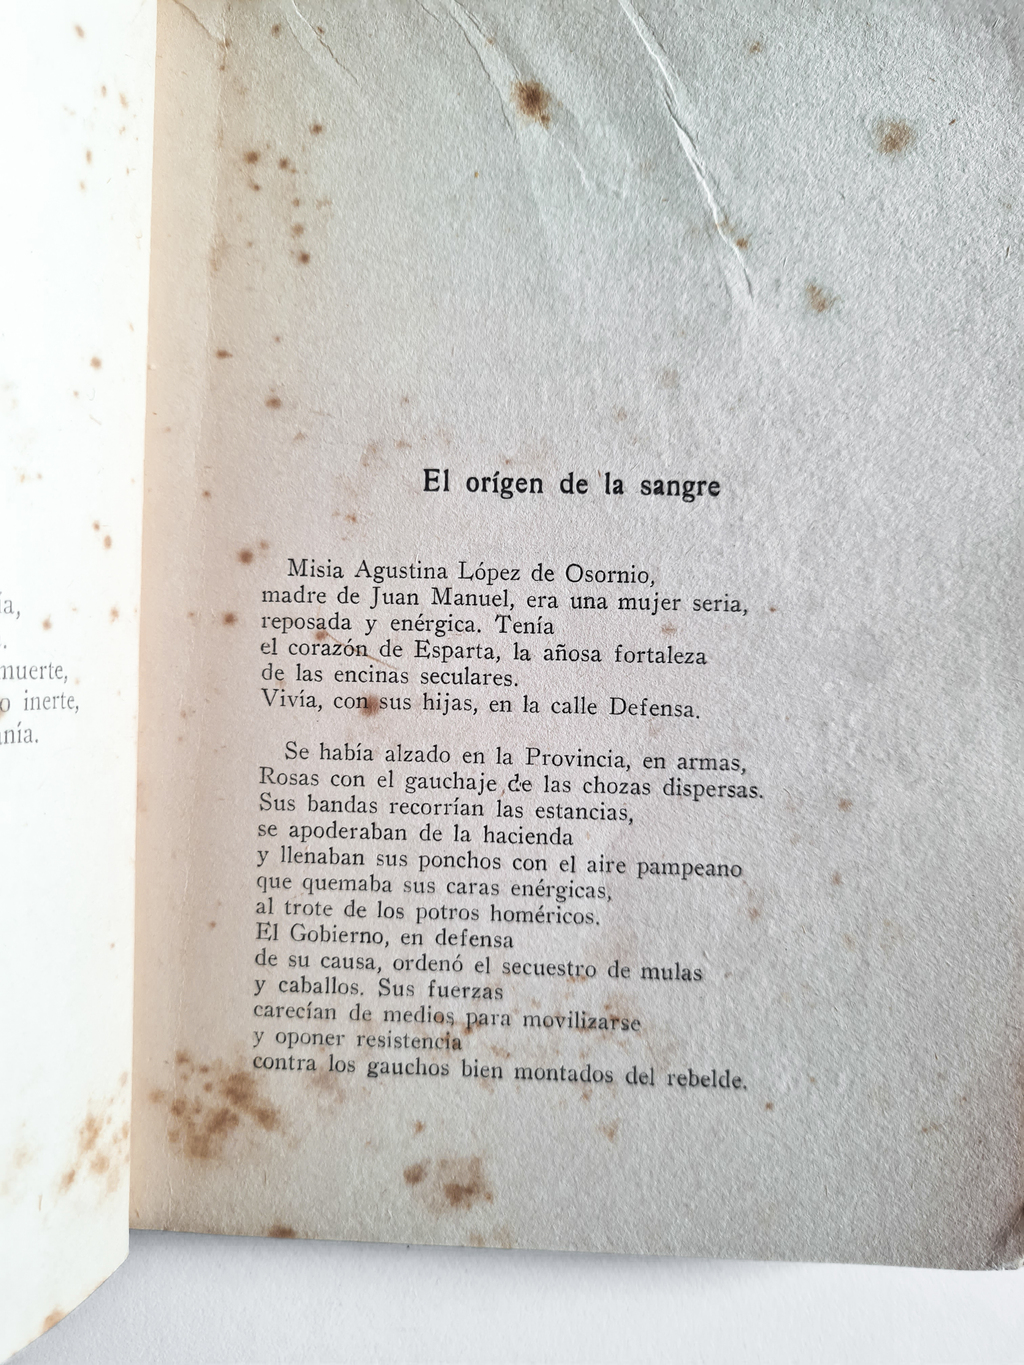 ía,
muerte,
o inerte,
nía.
El orígen de la sangre
Misia Agustina López de Osornio,
madre de Juan Manuel, era una mujer seria,
reposada y enérgica. Tenía
el corazón de Esparta, la añosa fortaleza
de las encinas seculares.
Vivía, con sus hijas, en la calle Defensa.
Se había alzado en la Provincia, en armas,
Rosas con el gauchaje de las chozas dispersas.
Sus bandas recorrían las estancias,
se apoderaban de la hacienda
y llenaban sus ponchos con el aire pampeano
que quemaba sus caras enérgicas,
al trote de los potros homéricos.
El Gobierno, en defensa
de su causa, ordenó el secuestro de mulas
y caballos. Sus fuerzas
carecían de medios para movilizarse
y oponer resistencia
contra los gauchos bien montados del rebelde.